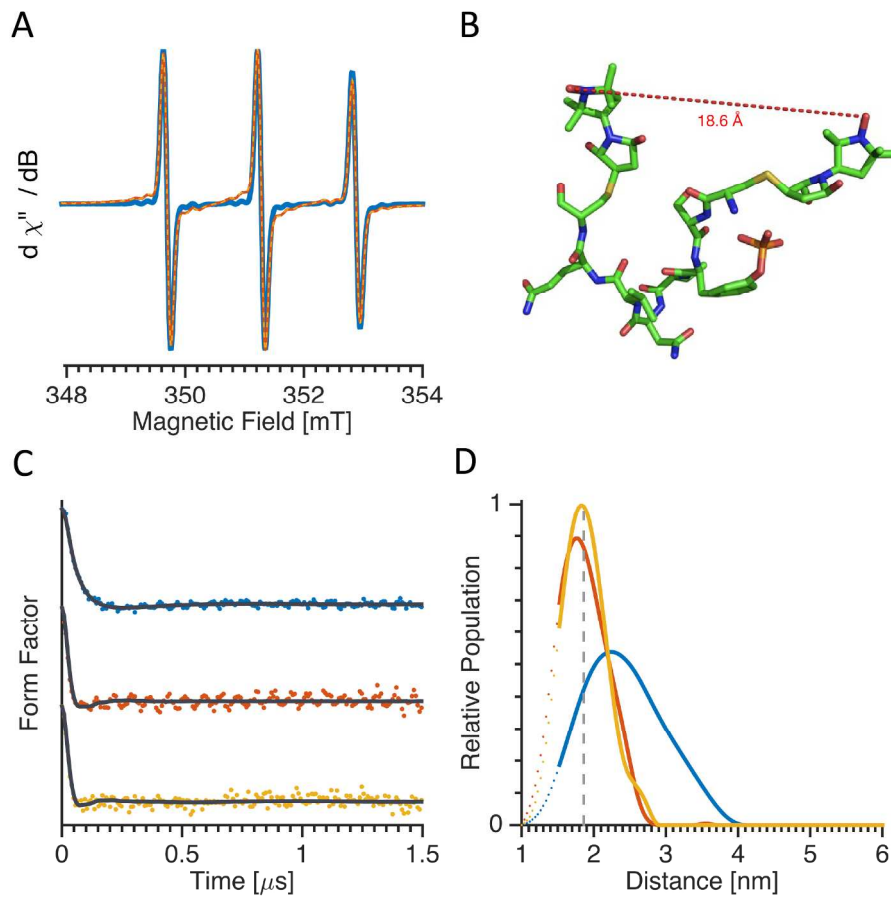 A
d χ'' / dB
348 350 352 354
Magnetic Field [mT]
B
18.6 Å
C
Form Factor
0 0.5 1 1.5
Time [μs]
D
Relative Population
1
0
1 2 3 4 5 6
Distance [nm]